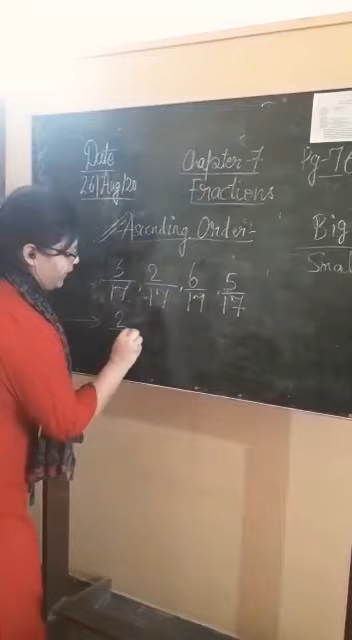 Date
26/Aug/20
Chapter-7
Fractions
Pg-76
Ascending Order-
Big
Smal
3/17, 2/17, 6/17, 5/17
→ 2